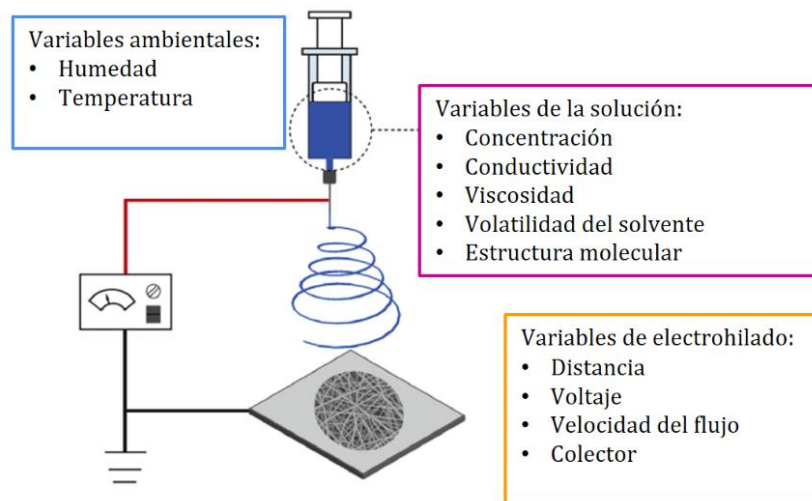 Variables ambientales:
• Humedad
• Temperatura
Variables de la solución:
• Concentración
• Conductividad
• Viscosidad
• Volatilidad del solvente
• Estructura molecular
Variables de electrohilado:
• Distancia
• Voltaje
• Velocidad del flujo
• Colector